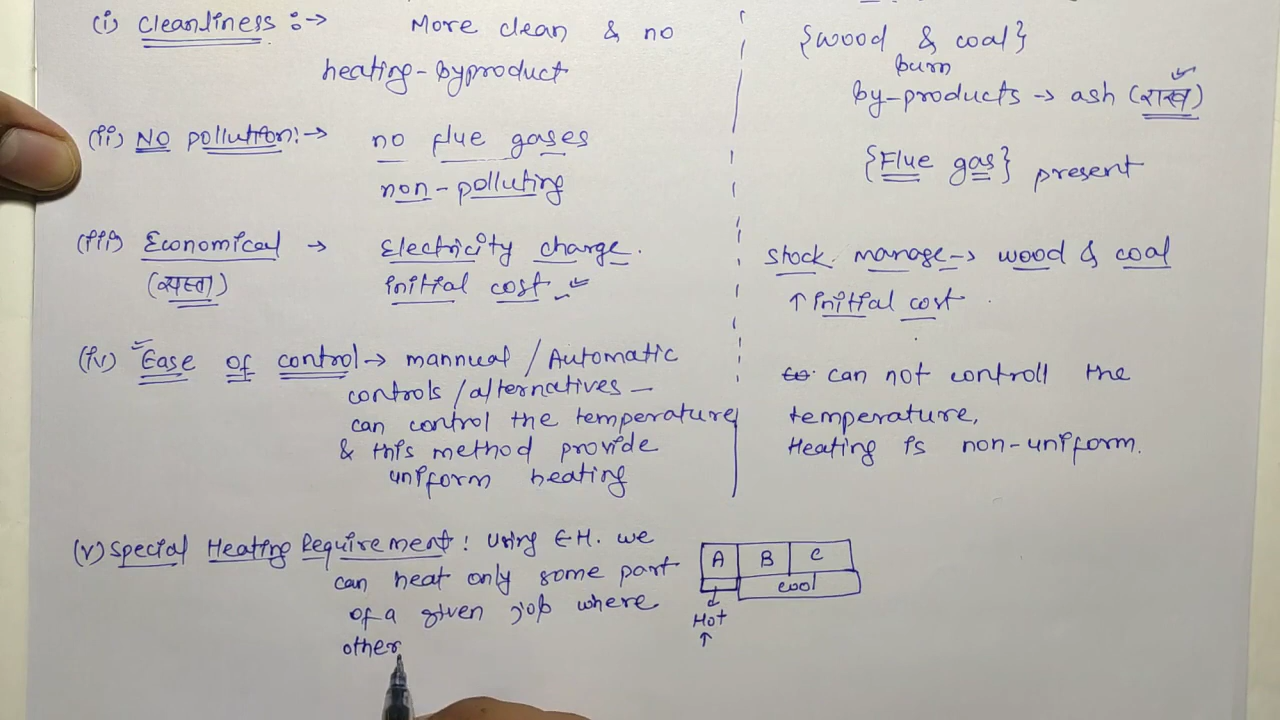 (i) Cleanliness :→ More clean & no
heating-byproduct
{wood & coal}
burn
by-products → ash (राख)
(ii) NO pollution:→ no flue gases
non-polluting
{Flue gas} present
(iii) Economical → Electricity charge.
(सस्ता) initial cost
stock manage → wood & coal
↑ initial cost.
(iv) Ease of control → mannual / Automatic
controls / alternatives —
can control the temperature
& this method provide
uniform heating
can not controll the
temperature,
Heating is non-uniform.
(v) Special Heating Requirement: Using E.H. we
can heat only some part
of a given job where
other
A B C
cool
Hot
↑